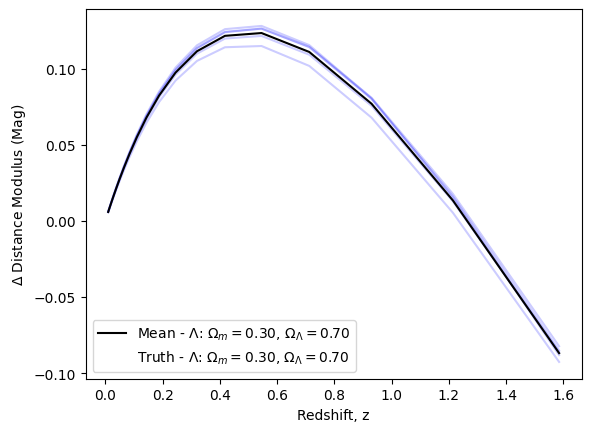 Δ Distance Modulus (Mag)
0.10
0.05
0.00
−0.05
−0.10
Mean - Λ: Ωₘ = 0.30, Ω_Λ = 0.70
Truth - Λ: Ωₘ = 0.30, Ω_Λ = 0.70
0.0 0.2 0.4 0.6 0.8 1.0 1.2 1.4 1.6
Redshift, z